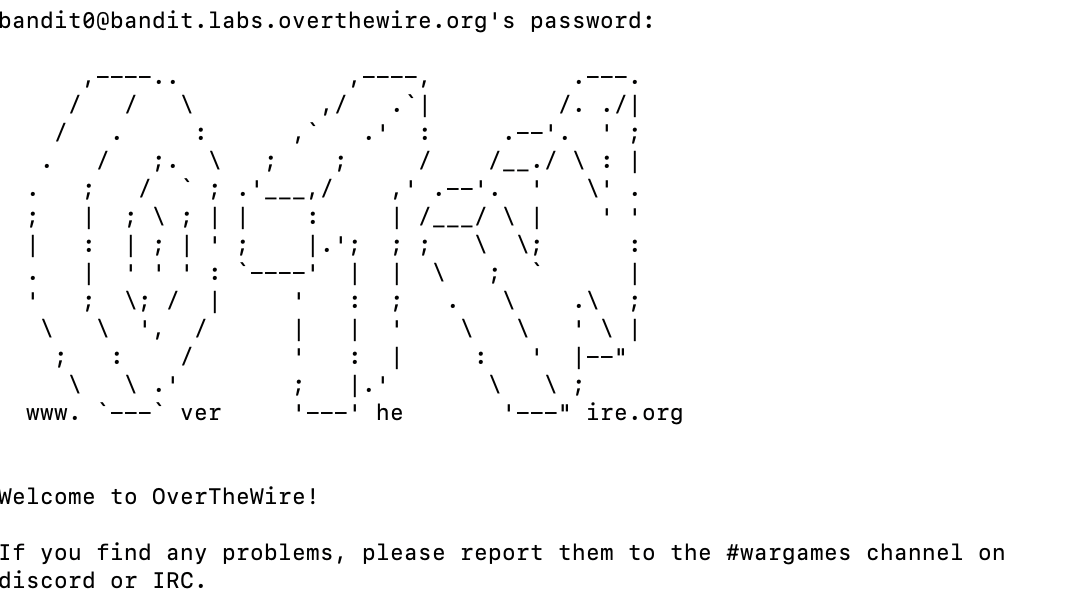 bandit0@bandit.labs.overthewire.org's password:
www. ver he ire.org
Welcome to OverTheWire!
If you find any problems, please report them to the #wargames channel on
discord or IRC.